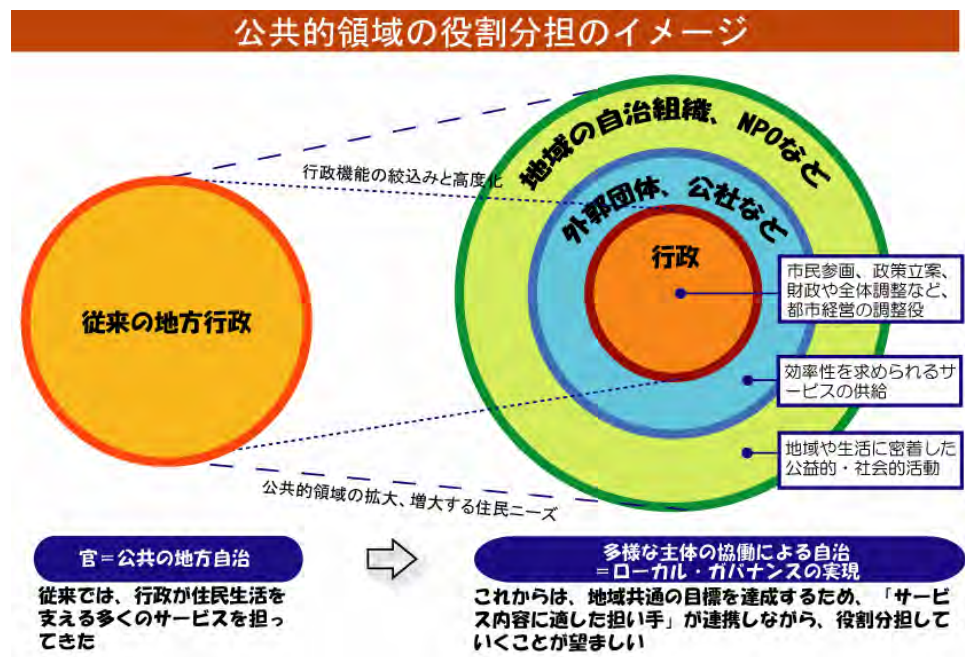 公共的領域の役割分担のイメージ
地域の自治組織、NPOなど
行政機能の絞込みと高度化
外郭団体、公社など
行政
従来の地方行政
市民参画、政策立案、
財政や全体調整など、
都市経営の調整役
効率性を求められるサ
ービスの供給
地域や生活に密着した
公益的・社会的活動
公共的領域の拡大、増大する住民ニーズ
官=公共の地方自治
従来では、行政が住民生活を
支える多くのサービスを担っ
てきた
多様な主体の協働による自治
=ローカル・ガバナンスの実現
これからは、地域共通の目標を達成するため、「サービ
ス内容に適した担い手」が連携しながら、役割分担して
いくことが望ましい